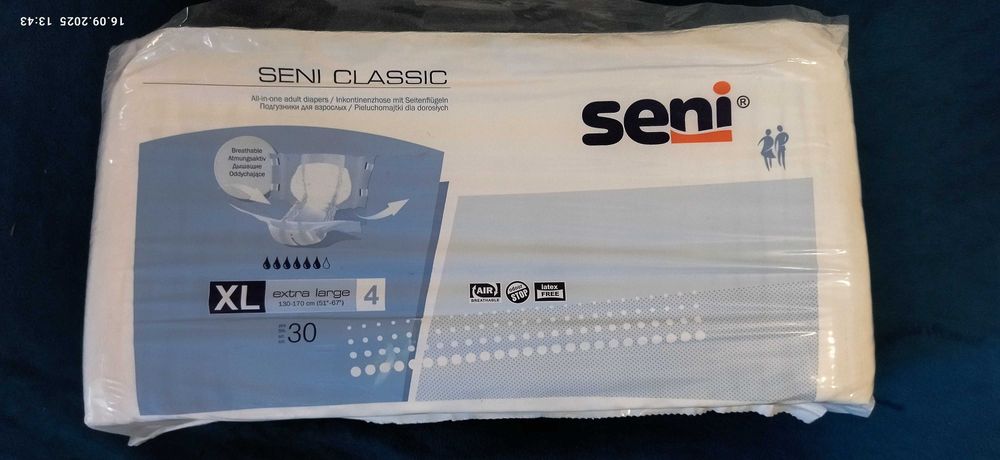 16.09.2025 13:43
SENI CLASSIC
All-in-one adult diapers / Inkontinenzhose mit Seitenflügeln
Подгузники для взрослых / Pieluchomajtki dla dorosłych
seni®
Breathable
Atmungsaktiv
Дышащие
Oddychające
XL extra large 4
130-170 cm (51"-67")
30
(AIR)
BREATHABLE
STOP
latex
FREE